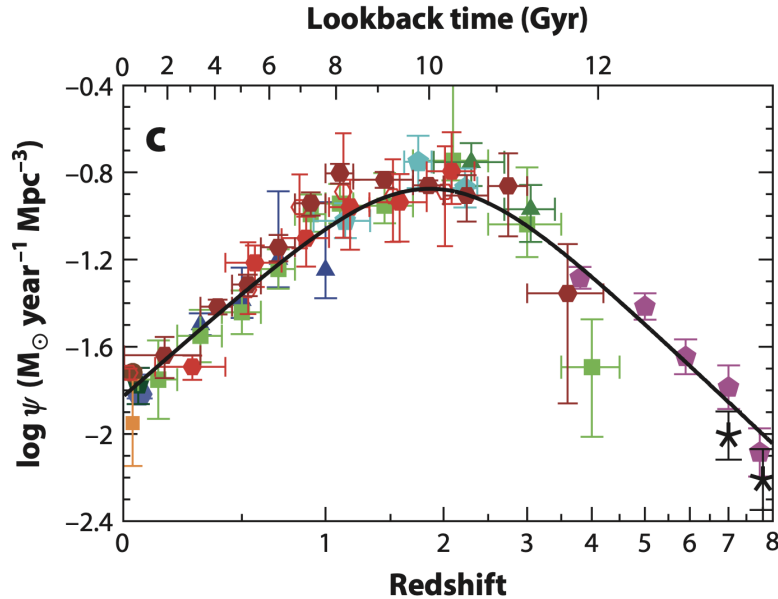 Lookback time (Gyr)
0 2 4 6 8 10 12
−0.4
c
−0.8
−1.2
−1.6
−2
−2.4
log ψ (M⊙ year−1 Mpc−3)
0 1 2 3 4 5 6 7 8
Redshift